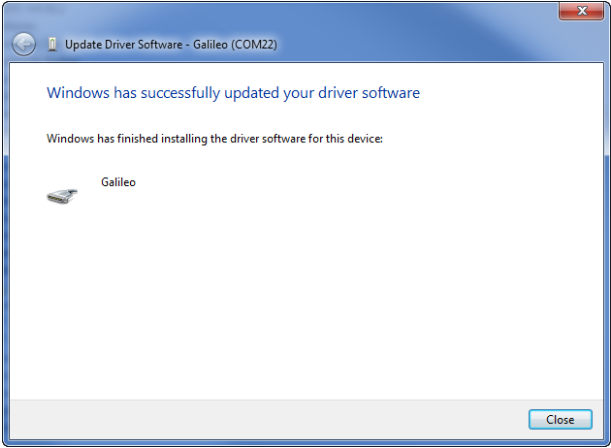 Update Driver Software - Galileo (COM22)
Windows has successfully updated your driver software
Windows has finished installing the driver software for this device:
Galileo
Close